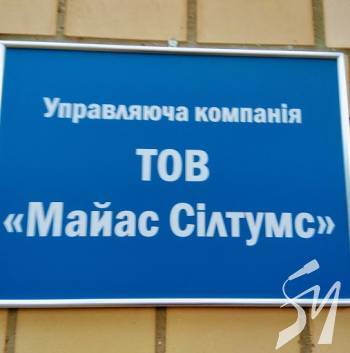 Управляюча компанія
ТОВ
«Майас Сілтумс»